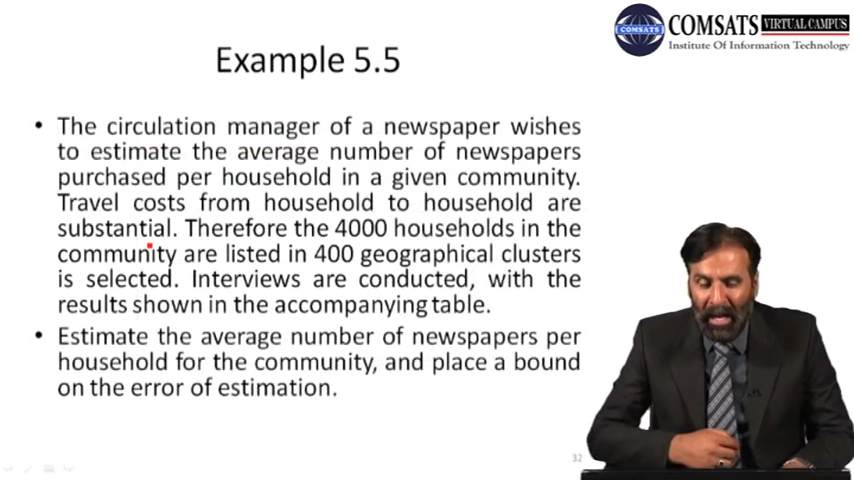 COMSATS VIRTUAL CAMPUS
COMSATS
Institute Of Information Technology
Example 5.5
• The circulation manager of a newspaper wishes
to estimate the average number of newspapers
purchased per household in a given community.
Travel costs from household to household are
substantial. Therefore the 4000 households in the
community are listed in 400 geographical clusters
is selected. Interviews are conducted, with the
results shown in the accompanying table.
• Estimate the average number of newspapers per
household for the community, and place a bound
on the error of estimation.
32